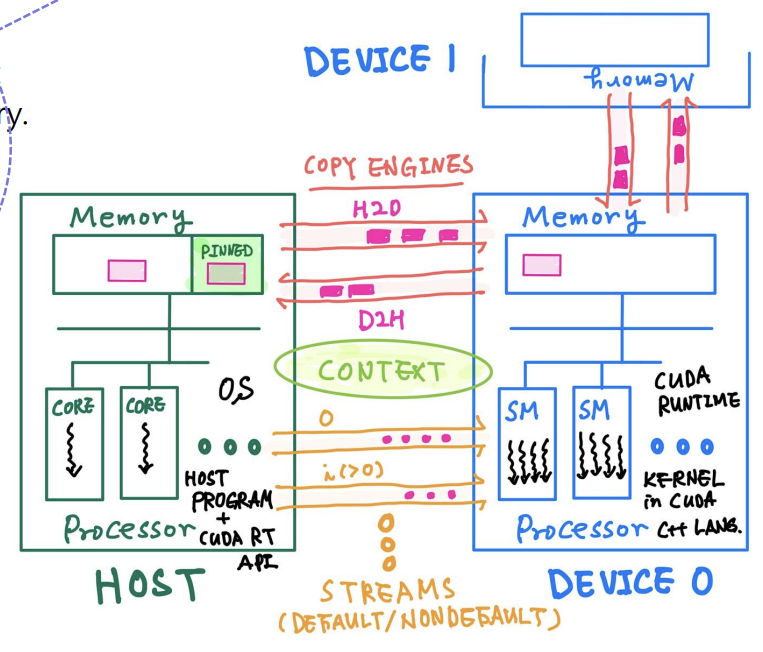 ry.
DEVICE 1
Memory
COPY ENGINES
H2D
Memory
PINNED
Memory
D2H
CONTEXT
OS
CORE
CORE
0
SM
SM
CUDA
RUNTIME
i(>0)
HOST
PROGRAM
+
CUDA RT
API
KERNEL
in CUDA
C++ LANG.
Processor
Processor
HOST
STREAMS
(DEFAULT/NONDEFAULT)
DEVICE 0